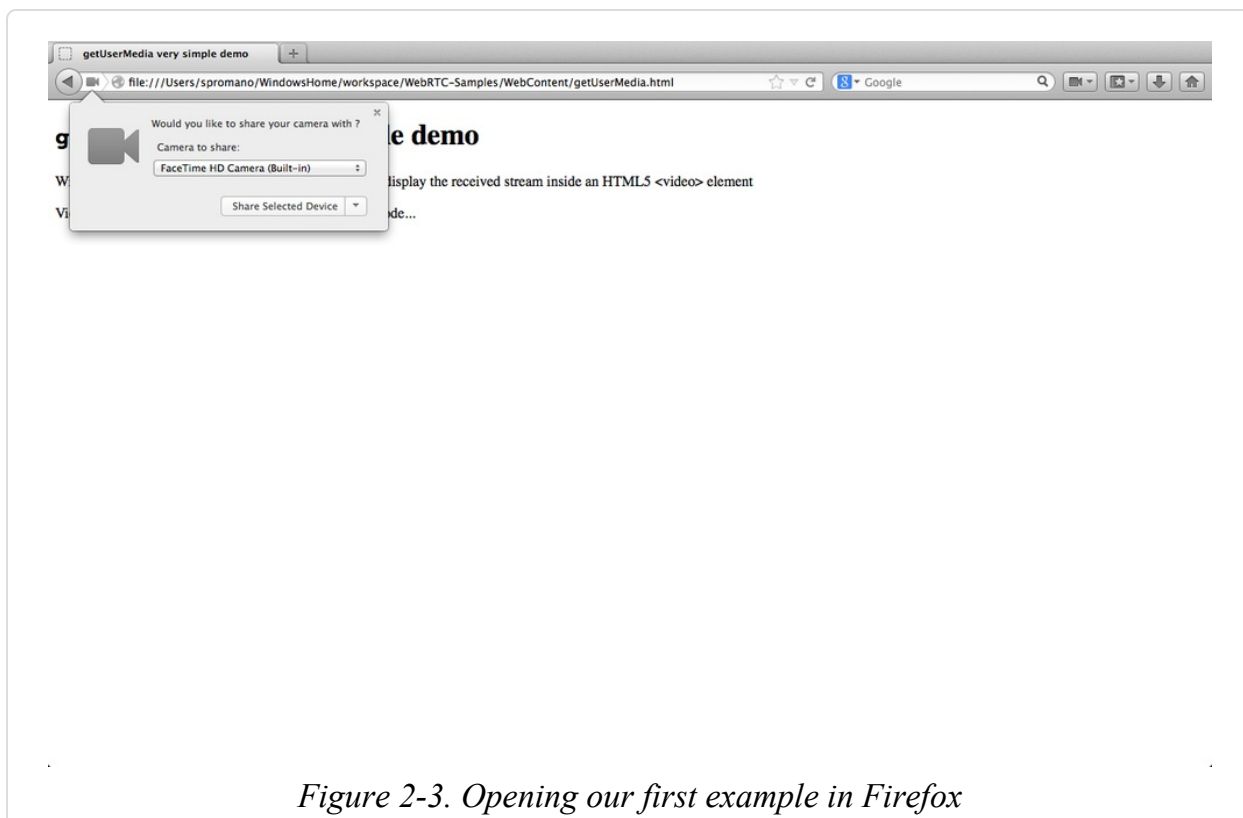 getUserMedia very simple demo
file:///Users/spromano/WindowsHome/workspace/WebRTC-Samples/WebContent/getUserMedia.html
Google
Would you like to share your camera with ?
Camera to share:
FaceTime HD Camera (Built-in)
Share Selected Device
g
le demo
W
display the received stream inside an HTML5 <video> element
Vi
de...
Figure 2-3. Opening our first example in Firefox